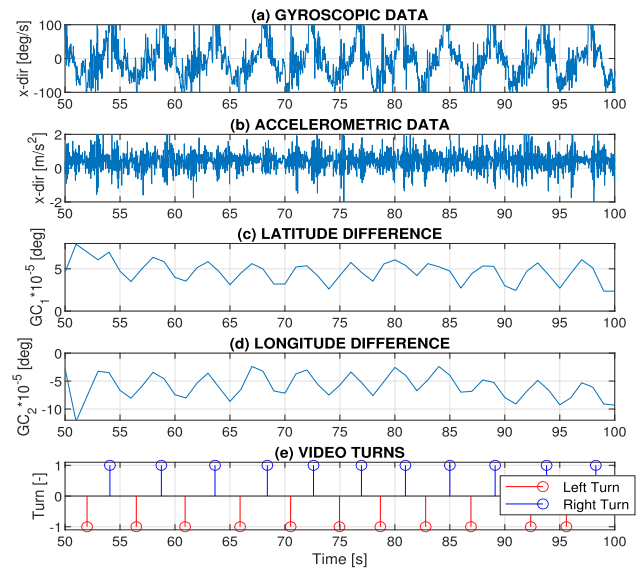 (a) GYROSCOPIC DATA
x-dir [deg/s]
100
0
-100
50 55 60 65 70 75 80 85 90 95 100
(b) ACCELEROMETRIC DATA
x-dir [m/s²]
2
0
-2
50 55 60 65 70 75 80 85 90 95 100
(c) LATITUDE DIFFERENCE
GC₁*10⁻⁵ [deg]
5
0
50 55 60 65 70 75 80 85 90 95 100
(d) LONGITUDE DIFFERENCE
GC₂*10⁻⁵ [deg]
0
-5
-10
50 55 60 65 70 75 80 85 90 95 100
(e) VIDEO TURNS
Turn [-]
1
0
-1
Left Turn
Right Turn
50 55 60 65 70 75 80 85 90 95 100
Time [s]